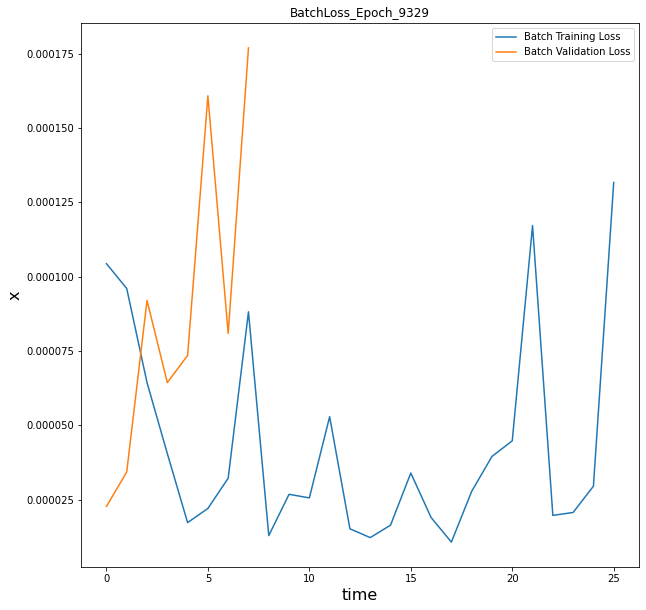 BatchLoss_Epoch_9329
Batch Training Loss
Batch Validation Loss
0.000175
0.000150
0.000125
0.000100
0.000075
0.000050
0.000025
x
0 5 10 15 20 25
time